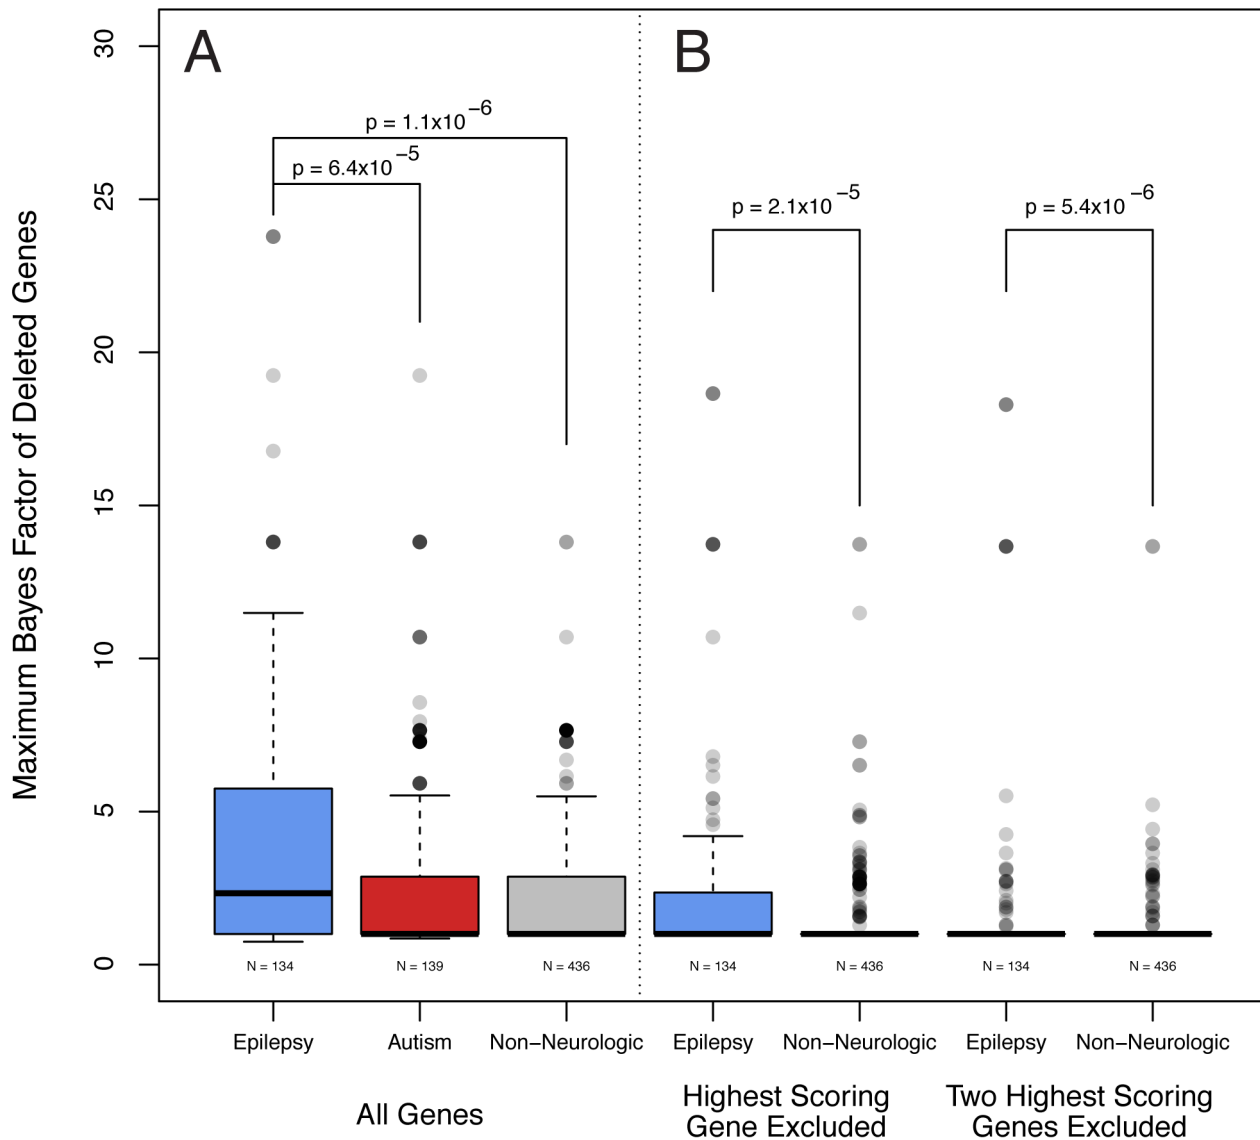 A
B
Maximum Bayes Factor of Deleted Genes
30
25
20
15
10
5
0
p = 1.1x10−6
p = 6.4x10−5
p = 2.1x10−5
p = 5.4x10−6
N = 134
N = 139
N = 436
N = 134
N = 436
N = 134
N = 436
Epilepsy
Autism
Non−Neurologic
Epilepsy
Non−Neurologic
Epilepsy
Non−Neurologic
All Genes
Highest Scoring
Gene Excluded
Two Highest Scoring
Genes Excluded